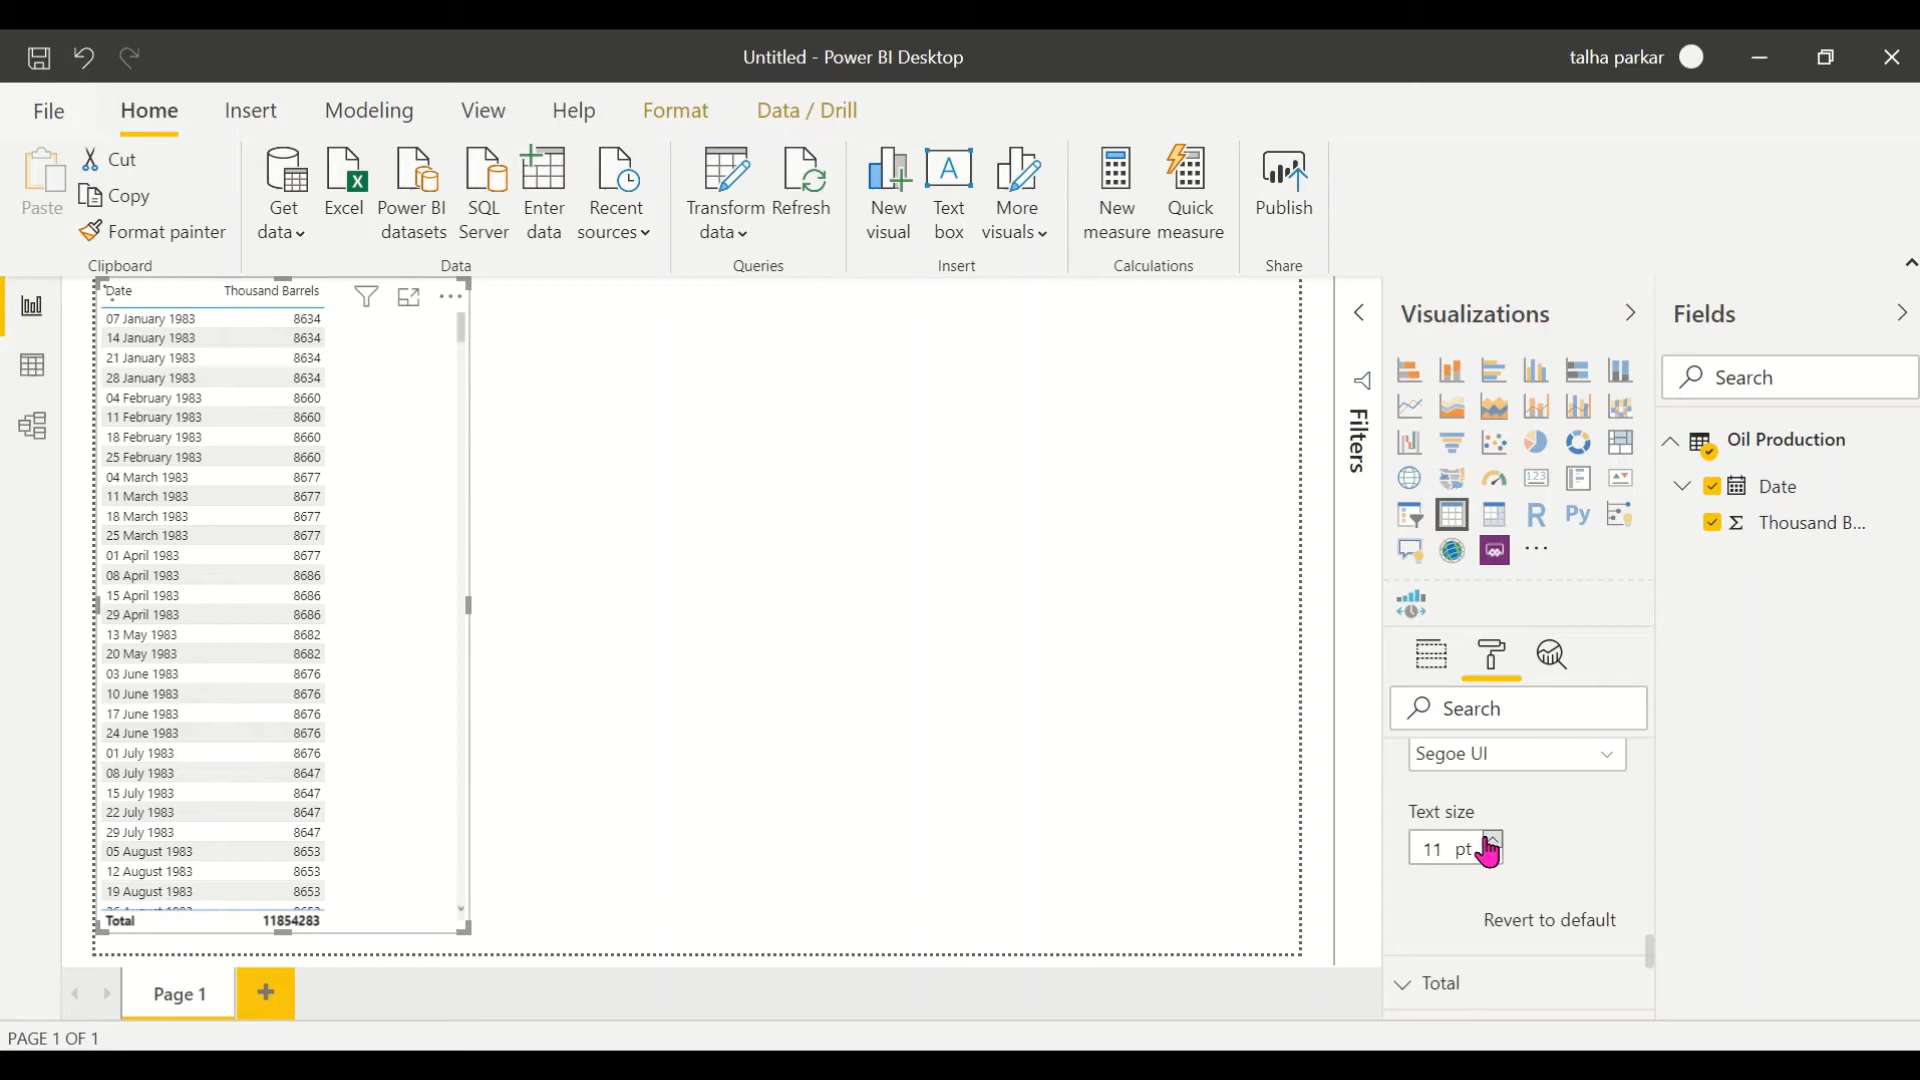 Untitled - Power BI Desktop
talha parkar
File
Home
Insert
Modeling
View
Help
Format
Data / Drill
Paste
Cut
Copy
Format painter
Clipboard
Get data
Excel
Power BI datasets
SQL Server
Enter data
Recent sources
Data
Transform data
Refresh
Queries
New visual
Text box
More visuals
Insert
New measure
Quick measure
Calculations
Publish
Share
Date Thousand Barrels
07 January 1983 8634
14 January 1983 8634
21 January 1983 8634
28 January 1983 8634
04 February 1983 8660
11 February 1983 8660
18 February 1983 8660
25 February 1983 8660
04 March 1983 8677
11 March 1983 8677
18 March 1983 8677
25 March 1983 8677
01 April 1983 8677
08 April 1983 8686
15 April 1983 8686
29 April 1983 8686
13 May 1983 8682
20 May 1983 8682
03 June 1983 8676
10 June 1983 8676
17 June 1983 8676
24 June 1983 8676
01 July 1983 8676
08 July 1983 8647
15 July 1983 8647
22 July 1983 8647
29 July 1983 8647
05 August 1983 8653
12 August 1983 8653
19 August 1983 8653
Total 11854283
Filters
Visualizations
123
R
Py
Search
Segoe UI
Text size
11 pt
Revert to default
Total
Fields
Search
Oil Production
Date
Thousand B...
Page 1
PAGE 1 OF 1